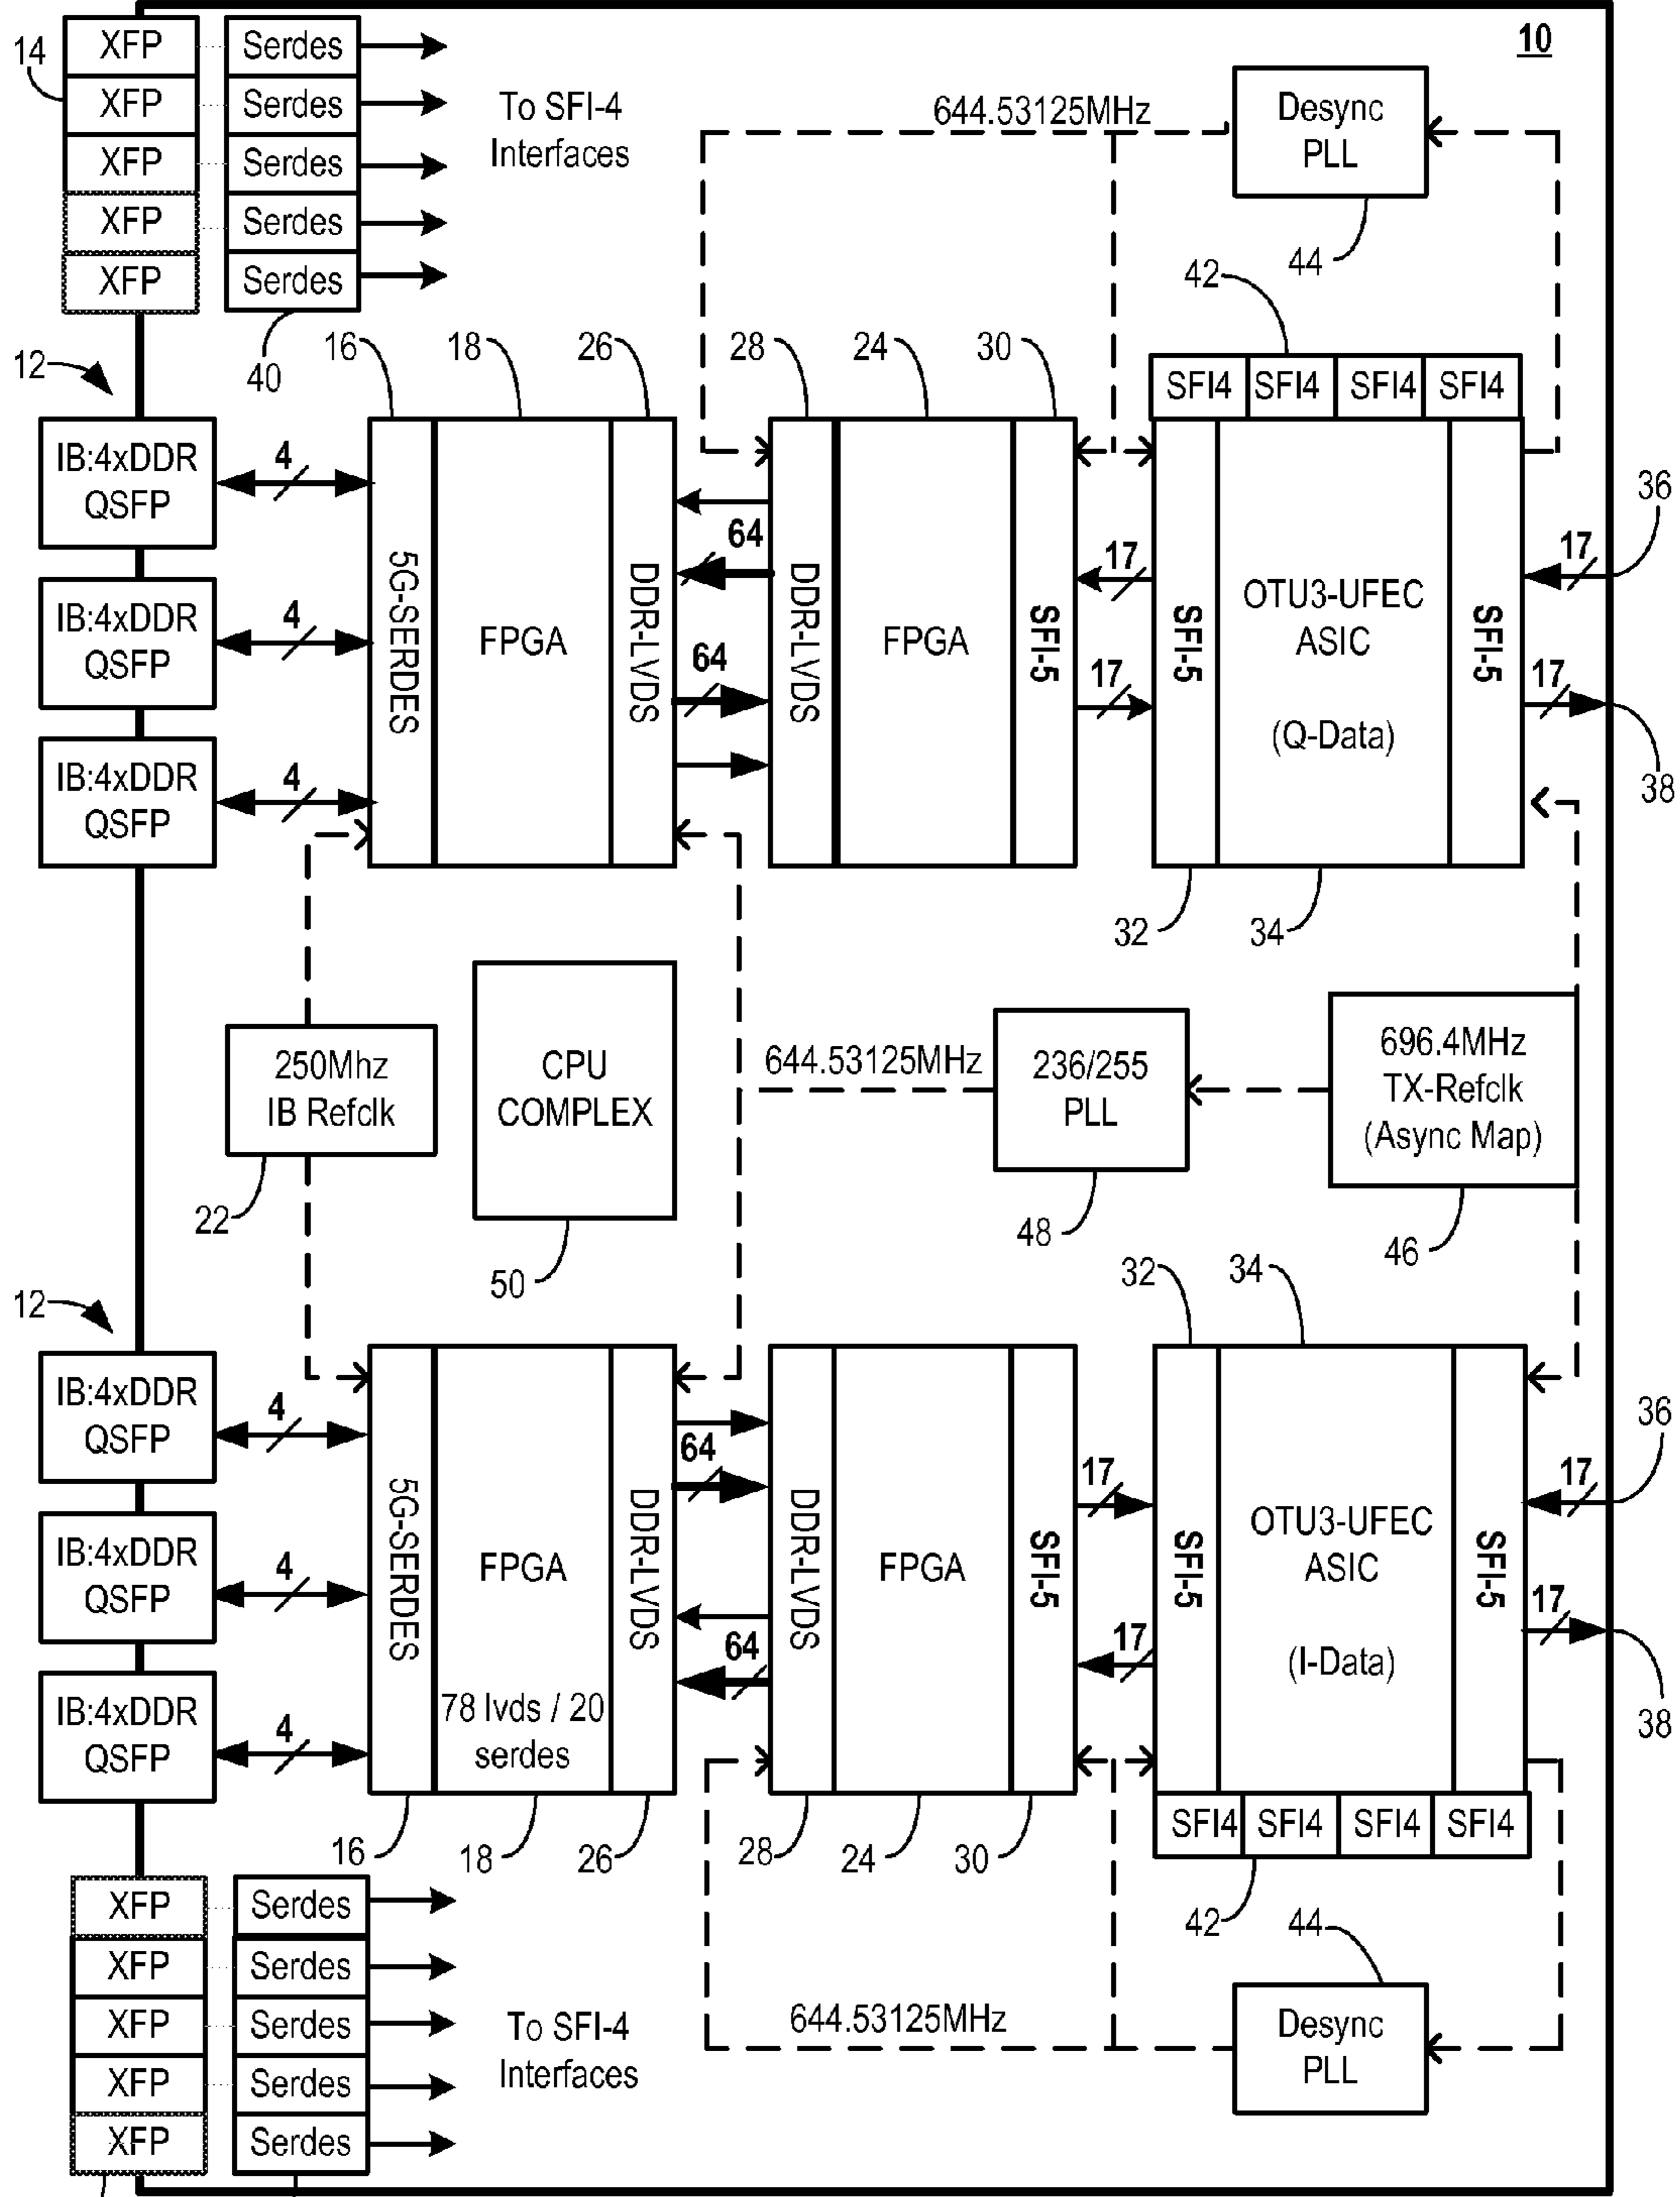 10
14
XFP
XFP
XFP
XFP
XFP
Serdes
Serdes
Serdes
Serdes
Serdes
40
To SFI-4
Interfaces
644.53125MHz
Desync
PLL
44
42
12
16
18
26
28
24
30
SFI4
SFI4
SFI4
SFI4
IB:4xDDR
QSFP
4
IB:4xDDR
QSFP
4
IB:4xDDR
QSFP
4
5G-SERDES
FPGA
DDR-LVDS
64
64
DDR-LVDS
FPGA
SFI-5
17
17
SFI-5
OTU3-UFEC
ASIC
(Q-Data)
SFI-5
17
36
17
38
32
34
250Mhz
IB Refclk
22
CPU
COMPLEX
50
644.53125MHz
236/255
PLL
48
696.4MHz
TX-Refclk
(Async Map)
46
12
32
34
IB:4xDDR
QSFP
4
IB:4xDDR
QSFP
4
IB:4xDDR
QSFP
4
5G-SERDES
FPGA
78 lvds / 20
serdes
DDR-LVDS
64
64
DDR-LVDS
FPGA
SFI-5
17
17
SFI-5
OTU3-UFEC
ASIC
(I-Data)
SFI-5
17
36
17
38
SFI4
SFI4
SFI4
SFI4
16
18
26
28
24
30
42
44
XFP
XFP
XFP
XFP
XFP
Serdes
Serdes
Serdes
Serdes
Serdes
To SFI-4
Interfaces
644.53125MHz
Desync
PLL